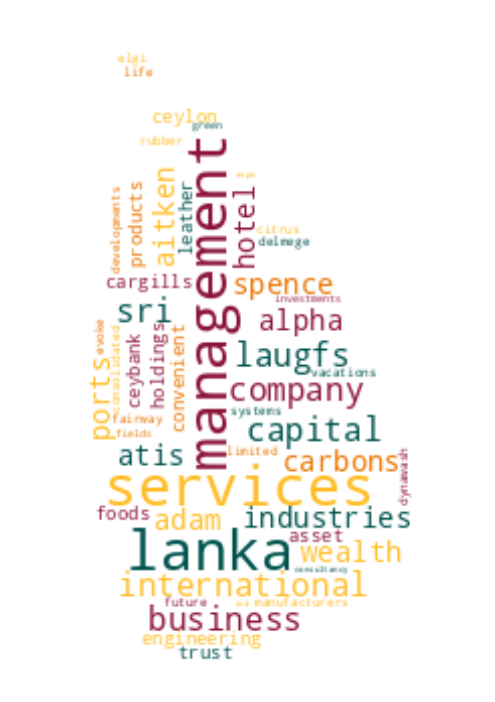 elgi
life
ceylon
green
rubber
management
developments
products
aitken
leather
hotel
citrus
delmege
cargills
spence
investments
sri
alpha
evoke
consolidated
ceybank
holdings
convenient
laugfs
vacations
ports
company
systems
fairway
capital
fields
atis
limited
carbons
dynawash
services
foods
adam
industries
asset
lanka
wealth
consultancy
international
future
manufacturers
business
engineering
trust